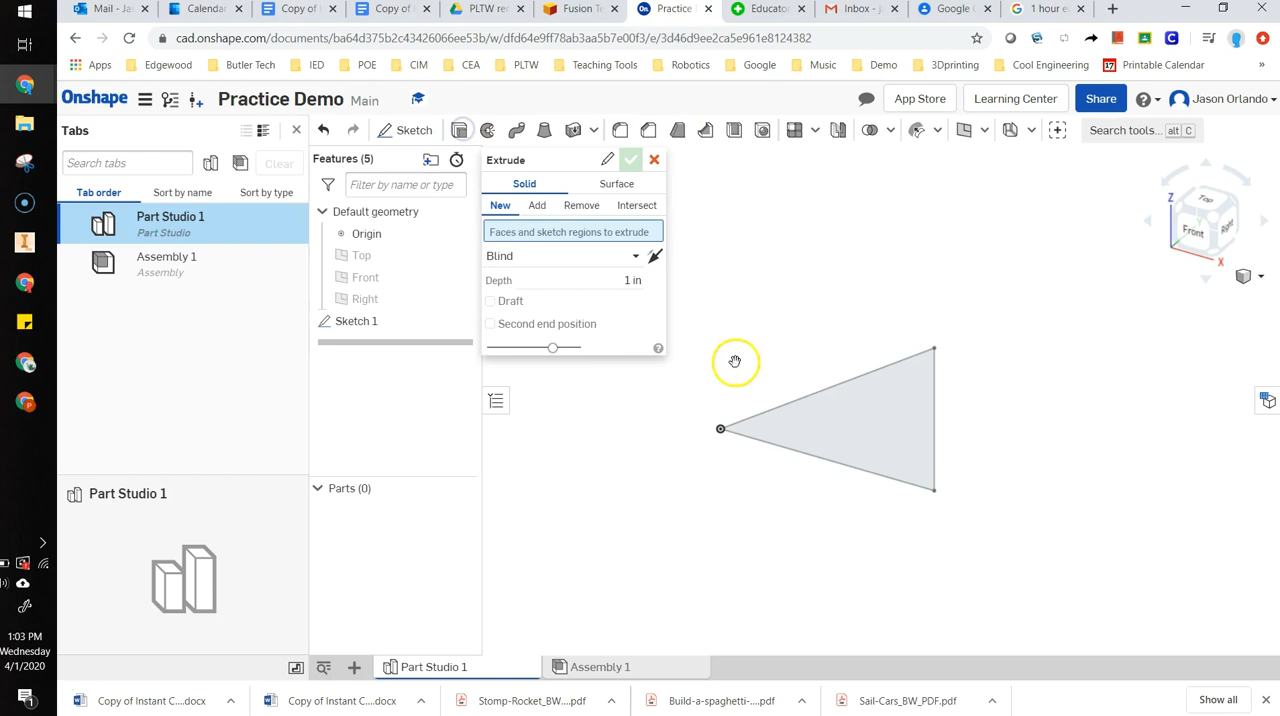 Mail - Jas
Calendar
Copy of I
Copy of I
PLTW re
Fusion Te
Practice
Educator
Inbox - j
Google C
1 hour e
cad.onshape.com/documents/ba64d375b2c43426066ee53b/w/dfd64e9ff78ab3aa5b7e00f3/e/3d46d9ee2ca5e961e8124382
Apps
Edgewood
Butler Tech
IED
POE
CIM
CEA
PLTW
Teaching Tools
Robotics
Google
Music
Demo
3Dprinting
Cool Engineering
17
Printable Calendar
»
Onshape
Practice Demo
Main
App Store
Learning Center
Share
Jason Orlando
Tabs
Sketch
Search tools...
alt
C
Search tabs
Clear
Tab order
Sort by name
Sort by type
Part Studio 1
Part Studio
Assembly 1
Assembly
Features (5)
Filter by name or type
Default geometry
Origin
Top
Front
Right
Sketch 1
Parts (0)
Extrude
Solid
Surface
New
Add
Remove
Intersect
Faces and sketch regions to extrude
Blind
Depth
1 in
Draft
Second end position
Z
Top
Front
Right
Y
X
Part Studio 1
Part Studio 1
Assembly 1
1:03 PM
Wednesday
4/1/2020
1
Copy of Instant C....docx
Copy of Instant C....docx
Stomp-Rocket_BW....pdf
Build-a-spaghetti-....pdf
Sail-Cars_BW_PDF.pdf
Show all